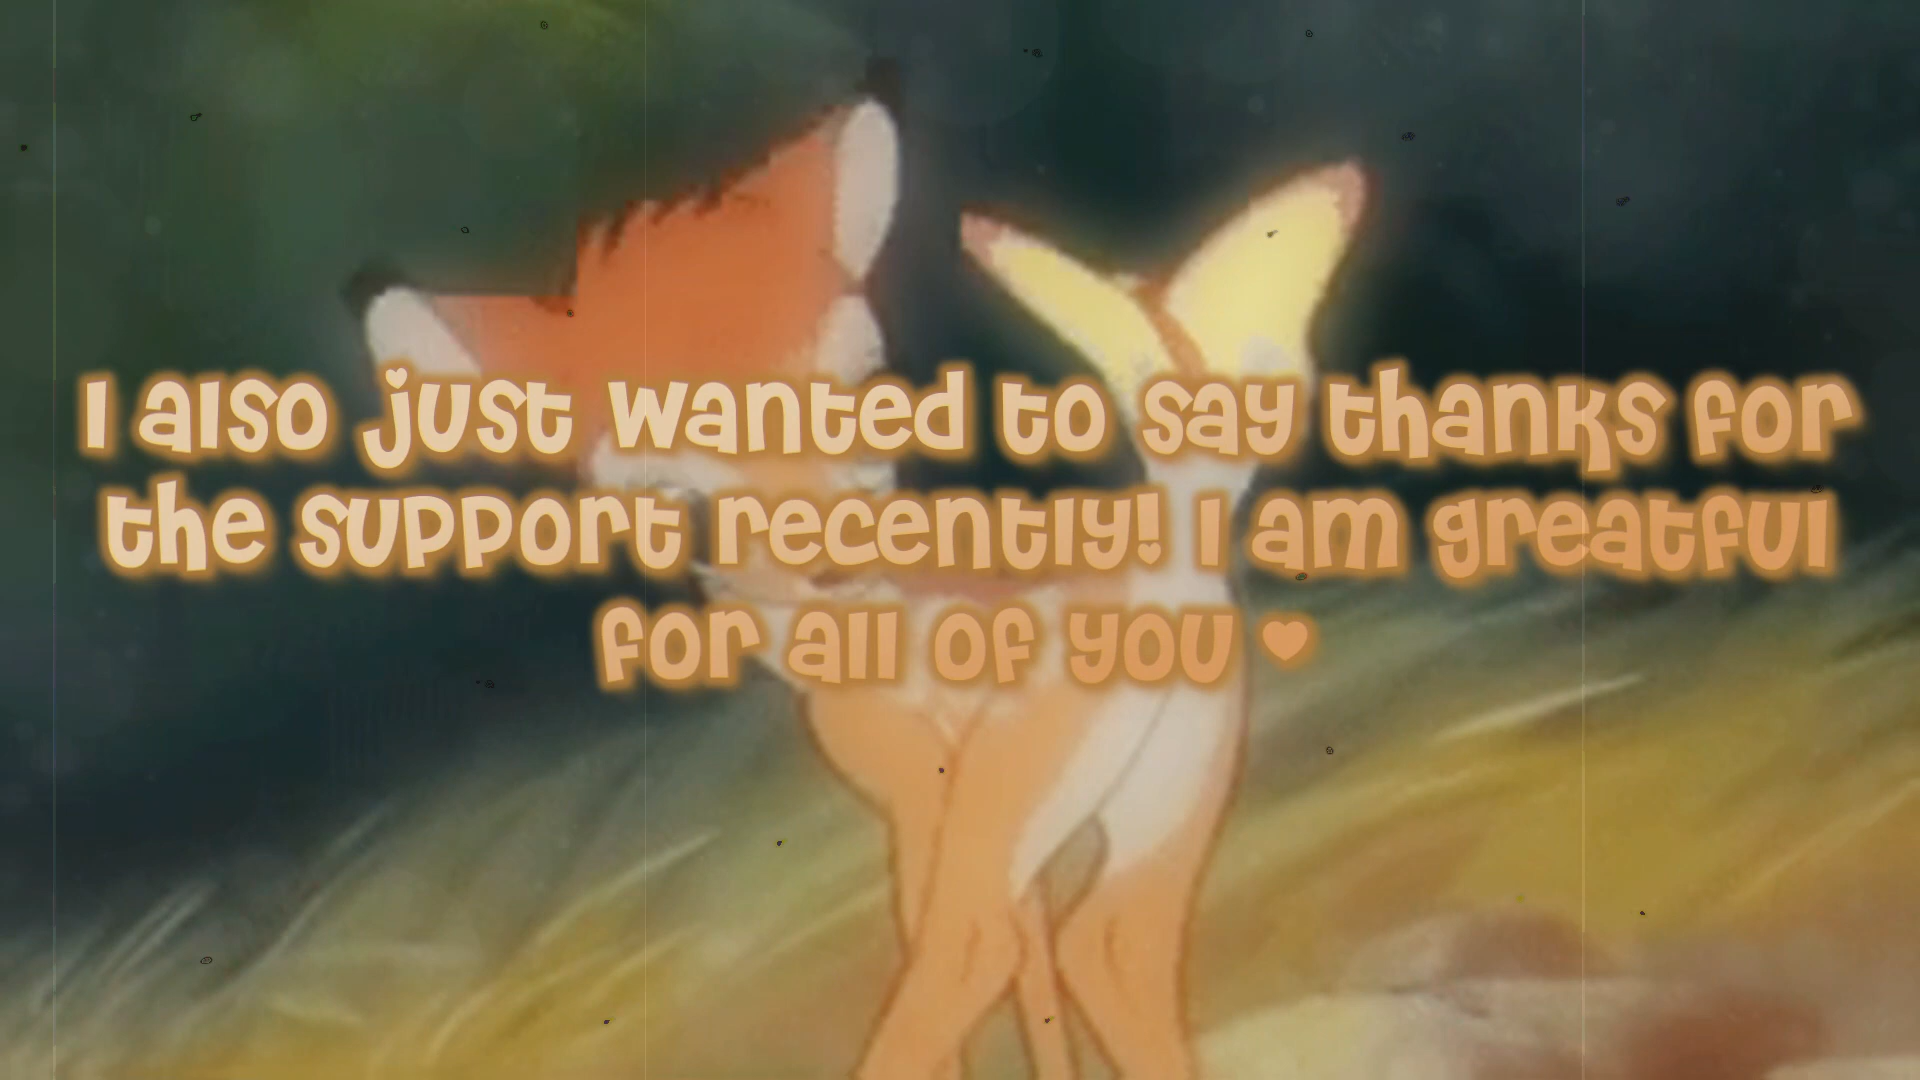 I also just wanted to say thanks for
the support recently! I am greatful
for all of you ♥